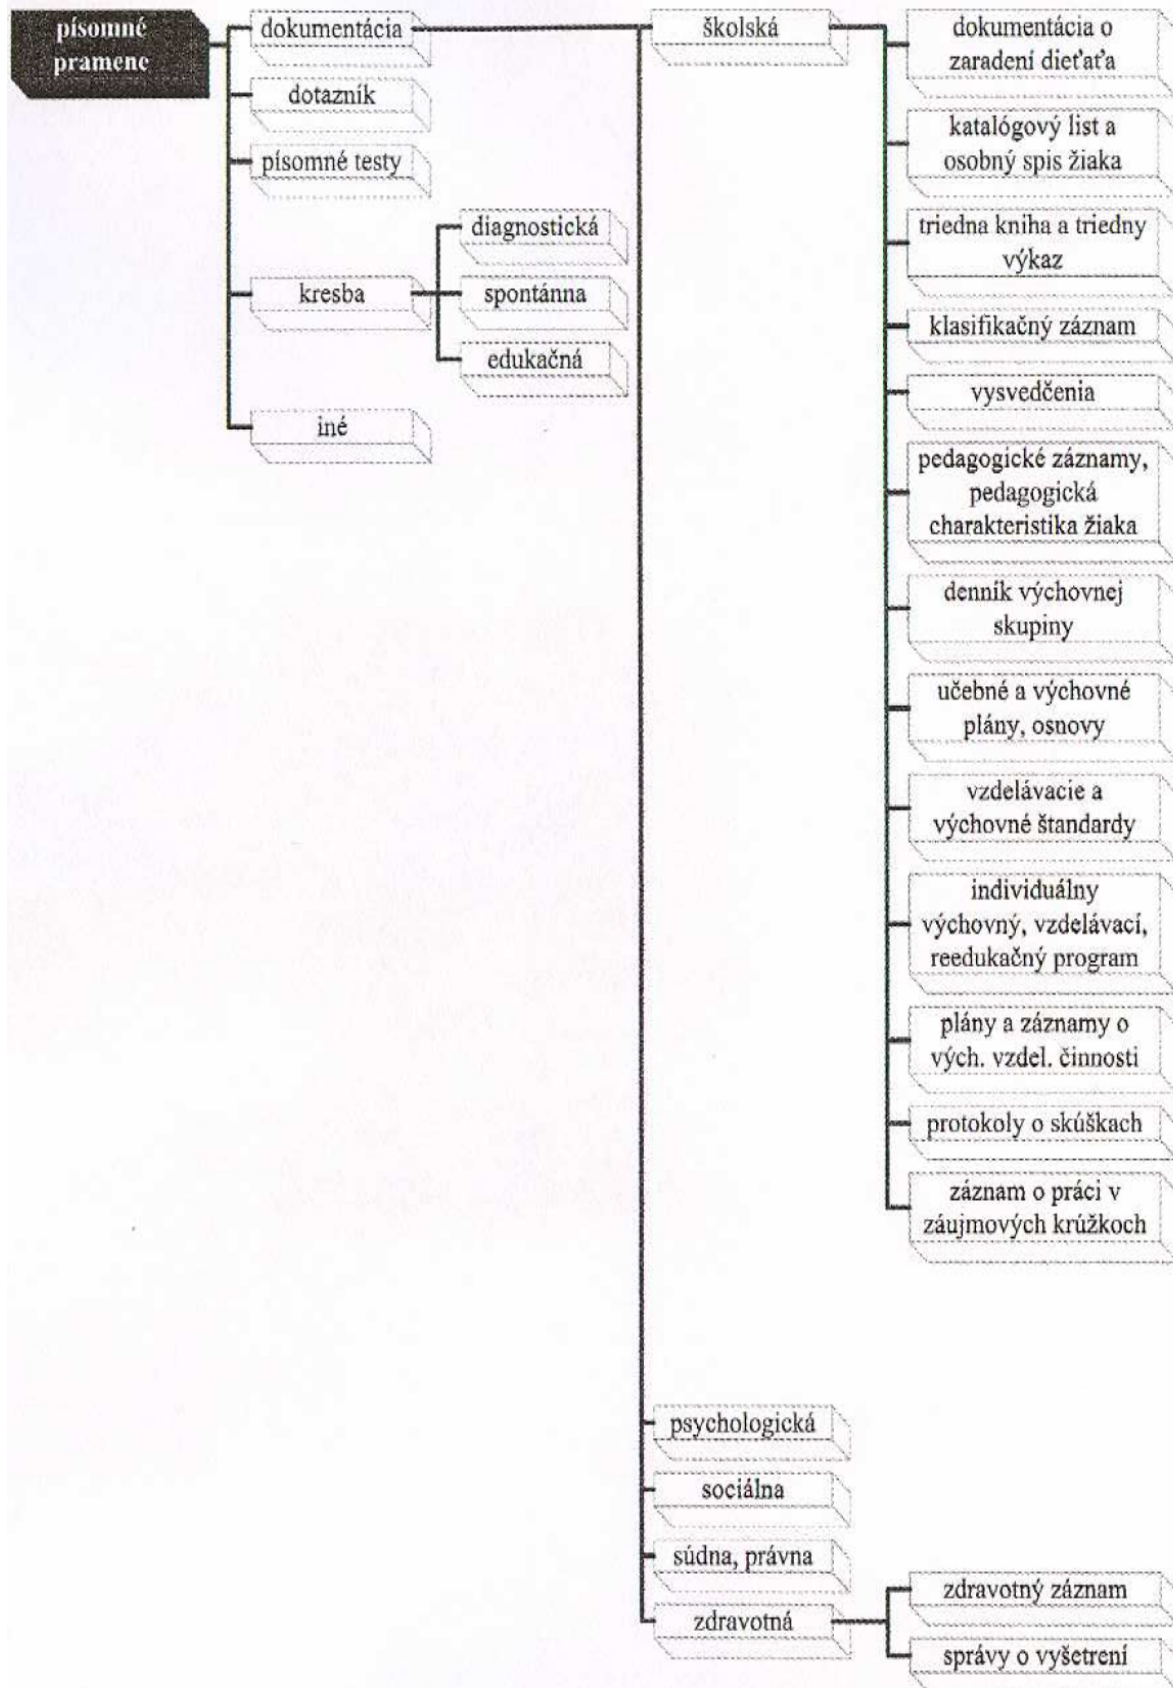 písomné
pramene
dokumentácia
dotazník
písomné testy
kresba
diagnostická
spontánna
edukačná
iné
školská
dokumentácia o
zaradení dieťaťa
katalógový list a
osobný spis žiaka
triedna kniha a triedny
výkaz
klasifikačný záznam
vysvedčenia
pedagogické záznamy,
pedagogická
charakteristika žiaka
denník výchovnej
skupiny
učebné a výchovné
plány, osnovy
vzdelávacie a
výchovné štandardy
individuálny
výchovný, vzdelávací,
reedukačný program
plány a záznamy o
vých. vzdel. činnosti
protokoly o skúškach
záznam o práci v
záujmových krúžkoch
psychologická
sociálna
súdna, právna
zdravotná
zdravotný záznam
správy o vyšetrení